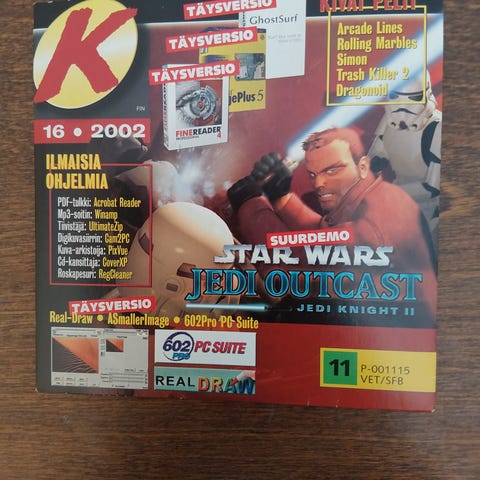 TÄYSVERSIO
GhostSurf
KIVAT PELIT
Arcade Lines
Rolling Marbles
Simon
Trash Killer 2
Dragonoid
TÄYSVERSIO
TÄYSVERSIO
gePlus 5
FINEREADER 4
K
FIN
16 • 2002
ILMAISIA
OHJELMIA
PDF-tulkki: Acrobat Reader
Mp3-soitin: Winamp
Tiivistäjä: UltimateZip
Digikuvasiirrin: Cam2PC
Kuva-arkistoija: PixVue
Cd-kansittaja: CoverXP
Roskapesuri: RegCleaner
SUURDEMO
STAR WARS
JEDI OUTCAST
JEDI KNIGHT II
TÄYSVERSIO
Real-Draw • ASmallerImage • 602Pro PC Suite
602 PRO PC SUITE
REAL DRAW
11 P-001115
VET/SFB